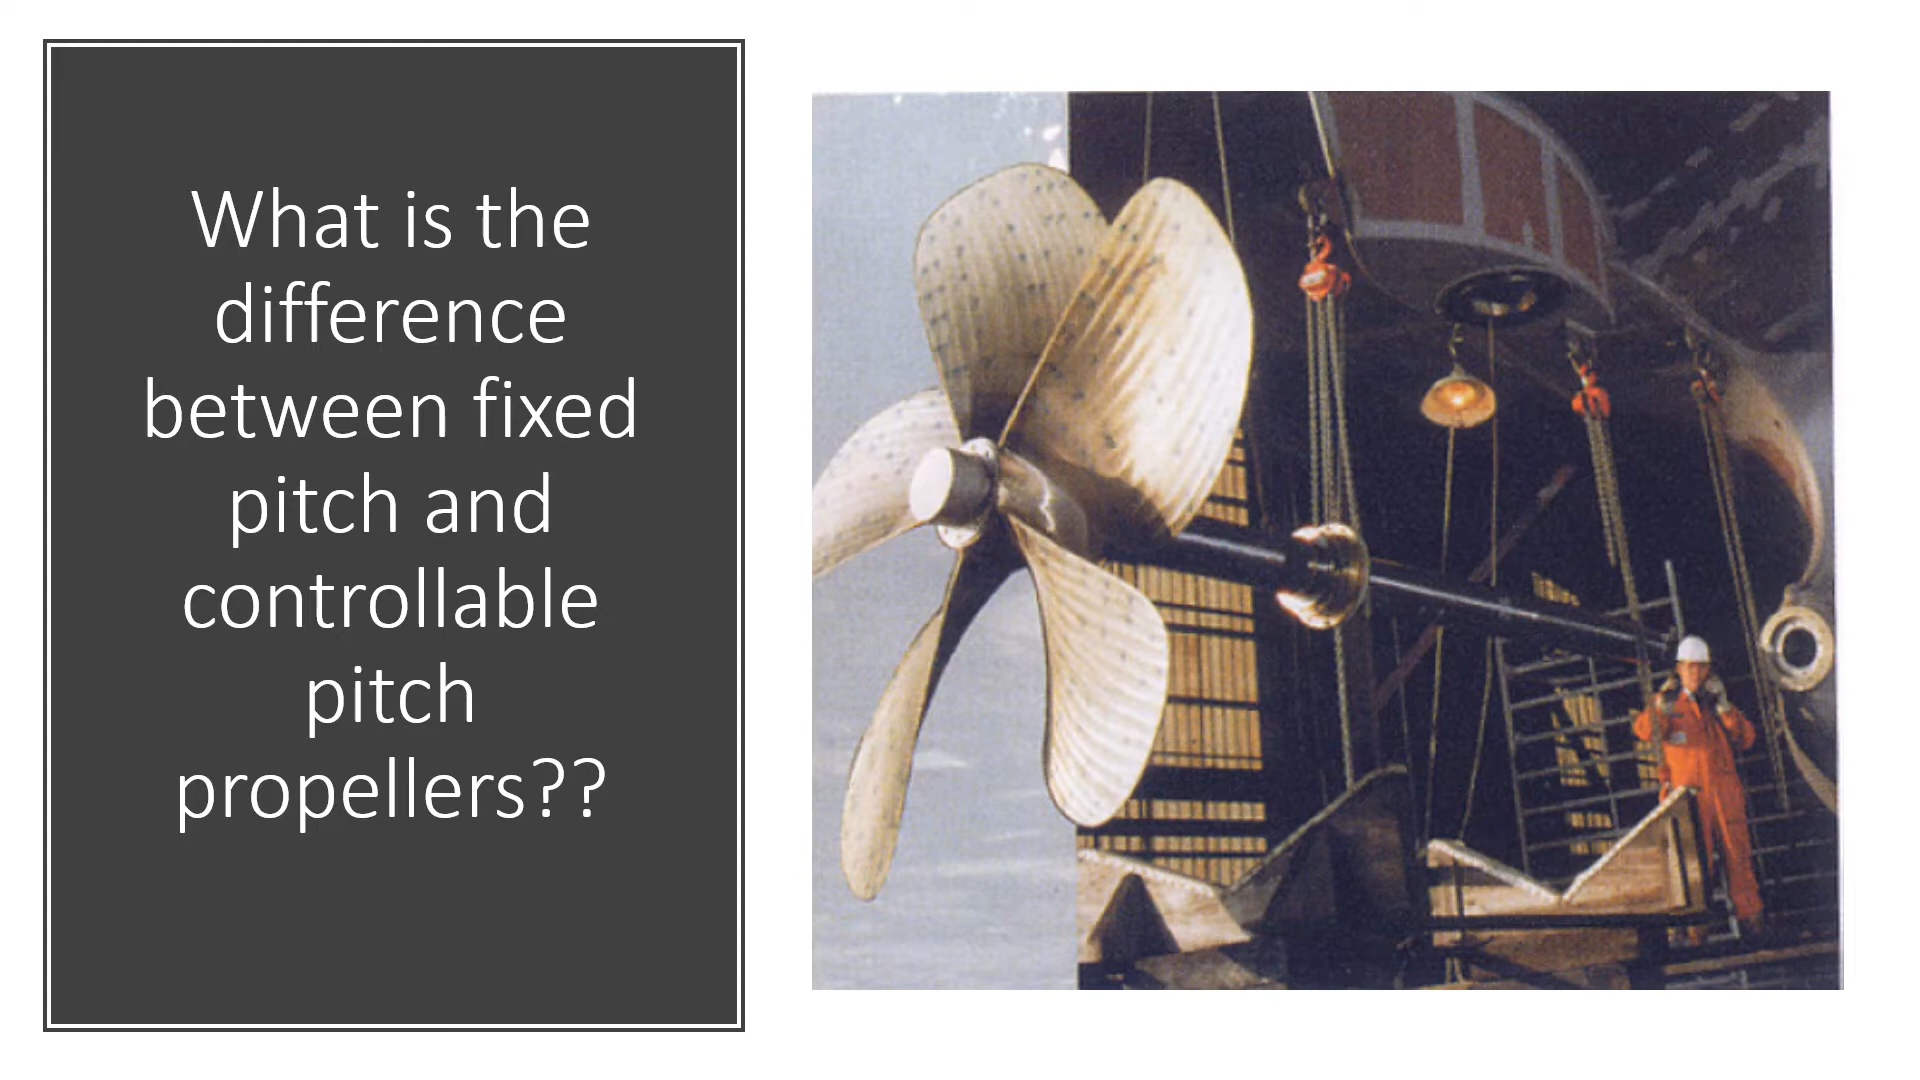 What is the
difference
between fixed
pitch and
controllable
pitch
propellers??